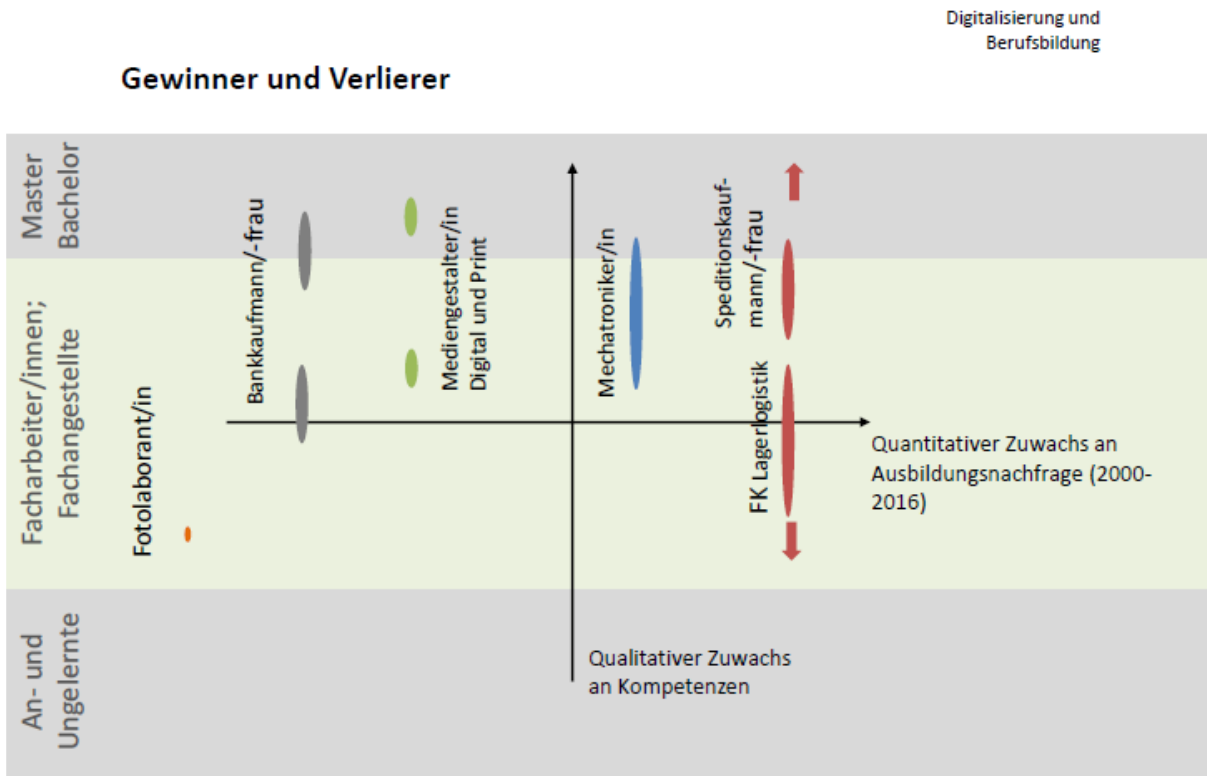 Digitalisierung und
Berufsbildung
Gewinner und Verlierer
Master
Bachelor
Facharbeiter/innen;
Fachangestellte
An- und
Ungelernte
Fotolaborant/in
Bankkaufmann/-frau
Mediengestalter/in
Digital und Print
Mechatroniker/in
Speditionskauf-
mann/-frau
FK Lagerlogistik
Quantitativer Zuwachs an
Ausbildungsnachfrage (2000-
2016)
Qualitativer Zuwachs
an Kompetenzen